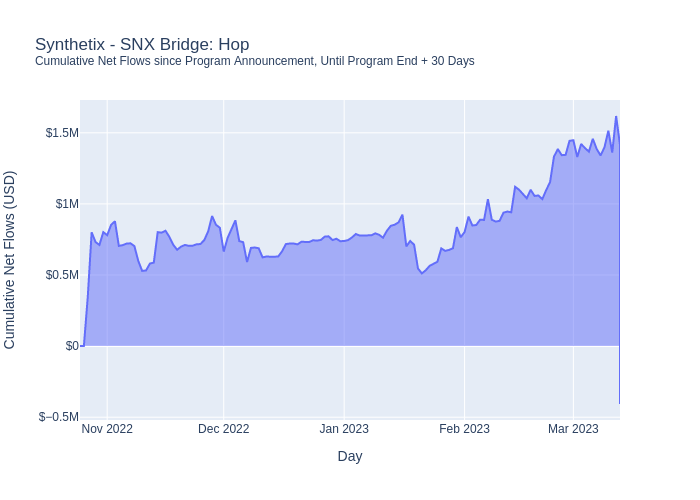 Synthetix - SNX Bridge: Hop
Cumulative Net Flows since Program Announcement, Until Program End + 30 Days
Cumulative Net Flows (USD)
$1.5M
$1M
$0.5M
$0
$−0.5M
Nov 2022
Dec 2022
Jan 2023
Feb 2023
Mar 2023
Day